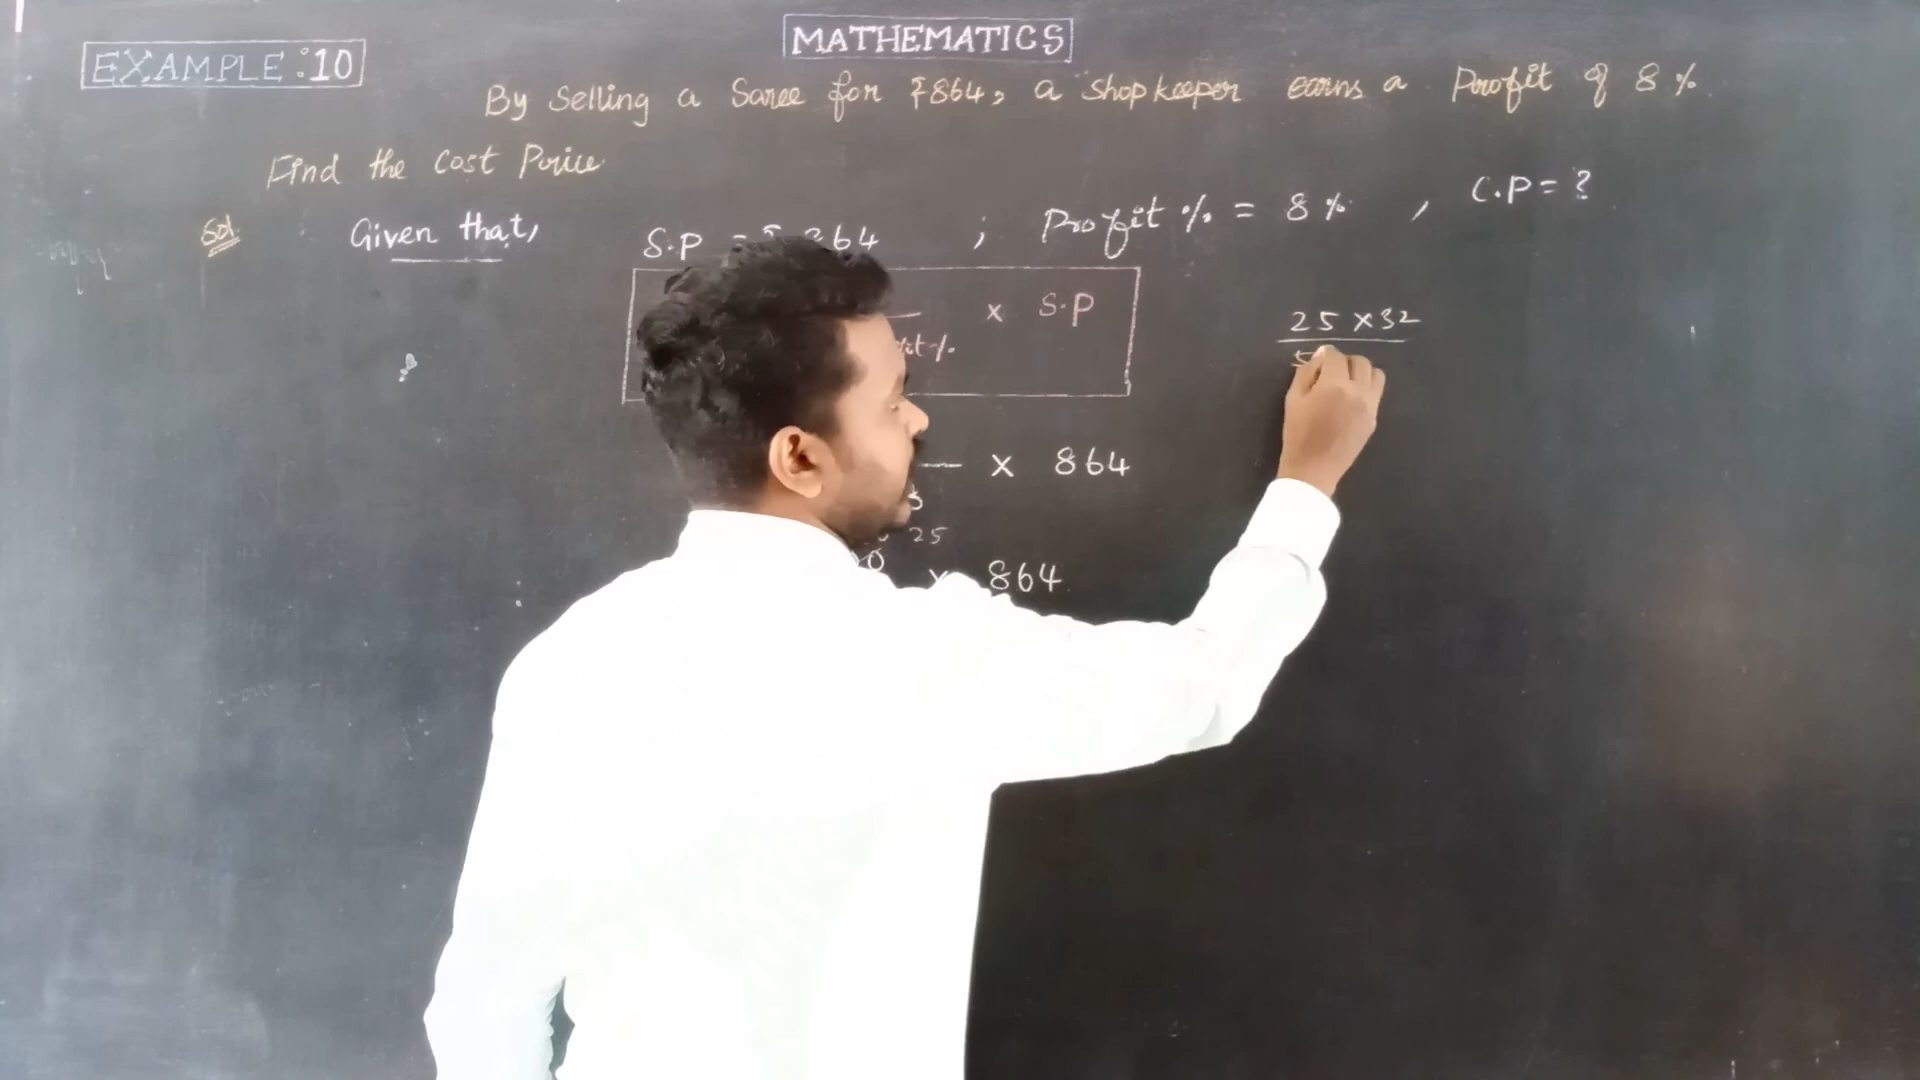 MATHEMATICS
EXAMPLE:10
By Selling a Saree for ₹864, a shopkeeper earns a Profit of 8%.
Find the Cost Price
Sol.
Given that, S.P = ₹ 864 ; Profit % = 8% , C.P = ?
x S.P
25 x 32
x 864
25
x 864